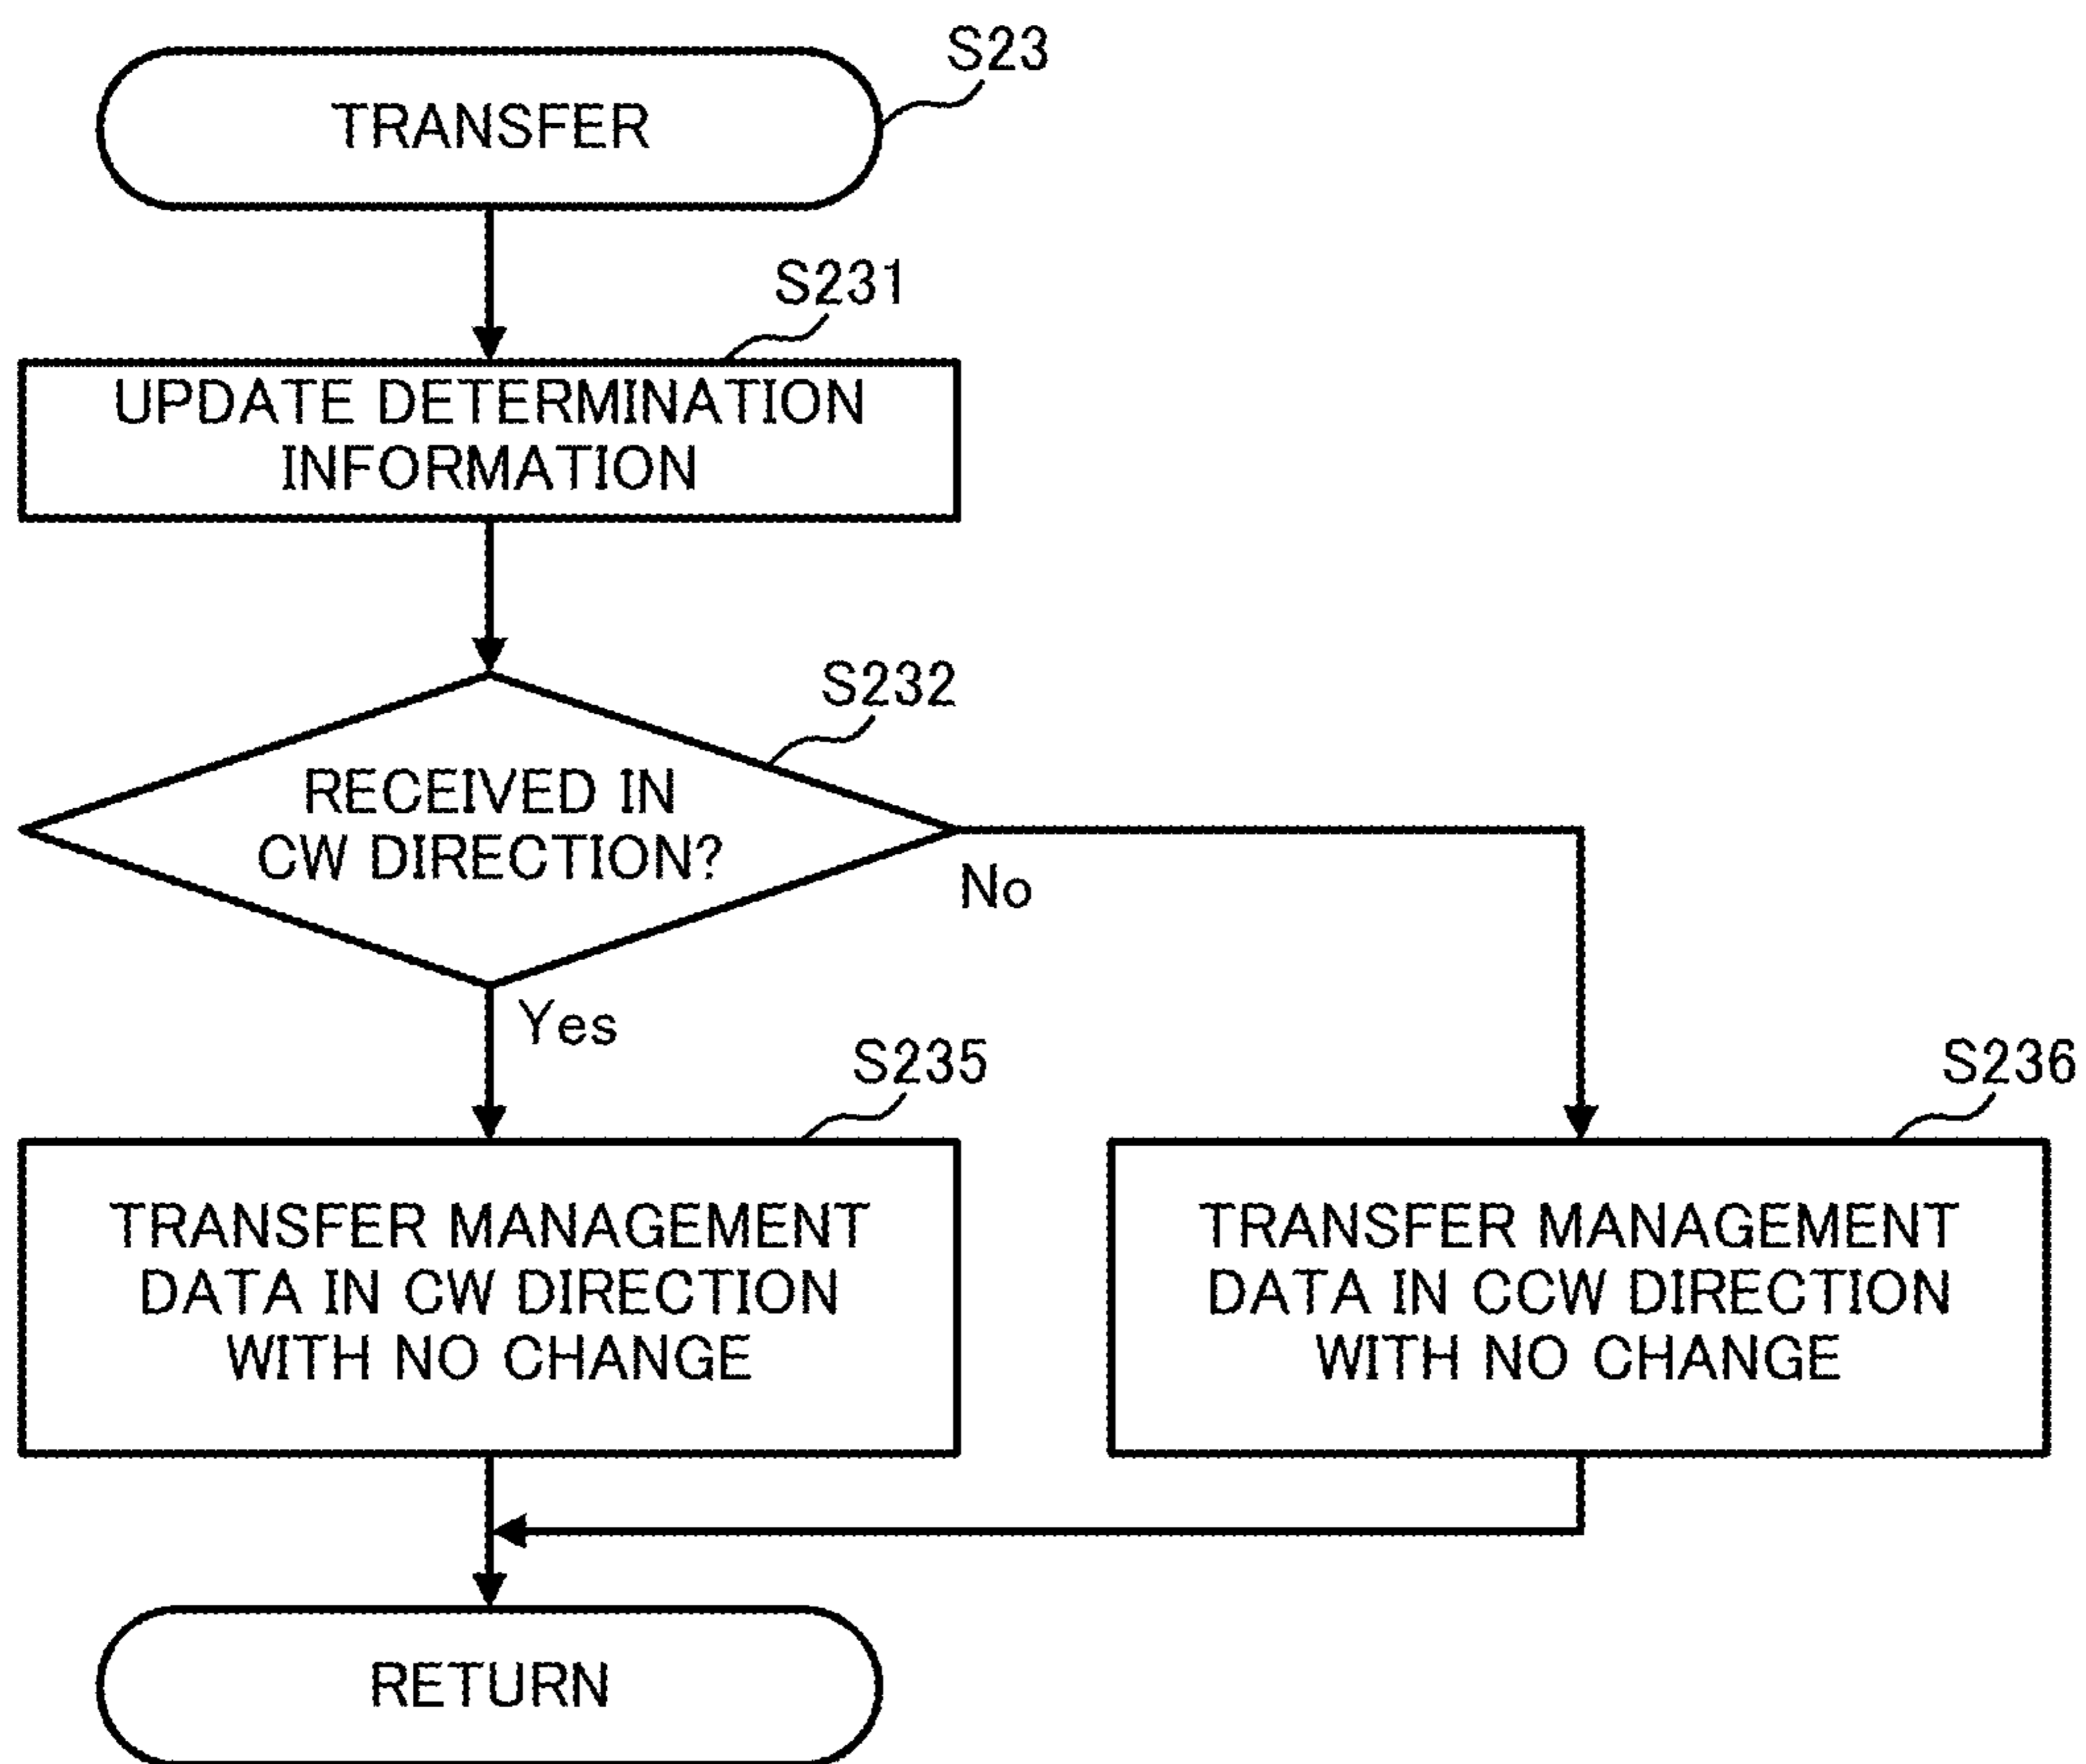 S23
TRANSFER
S231
UPDATE DETERMINATION
INFORMATION
S232
RECEIVED IN
CW DIRECTION?
No
Yes
S235
TRANSFER MANAGEMENT
DATA IN CW DIRECTION
WITH NO CHANGE
S236
TRANSFER MANAGEMENT
DATA IN CCW DIRECTION
WITH NO CHANGE
RETURN